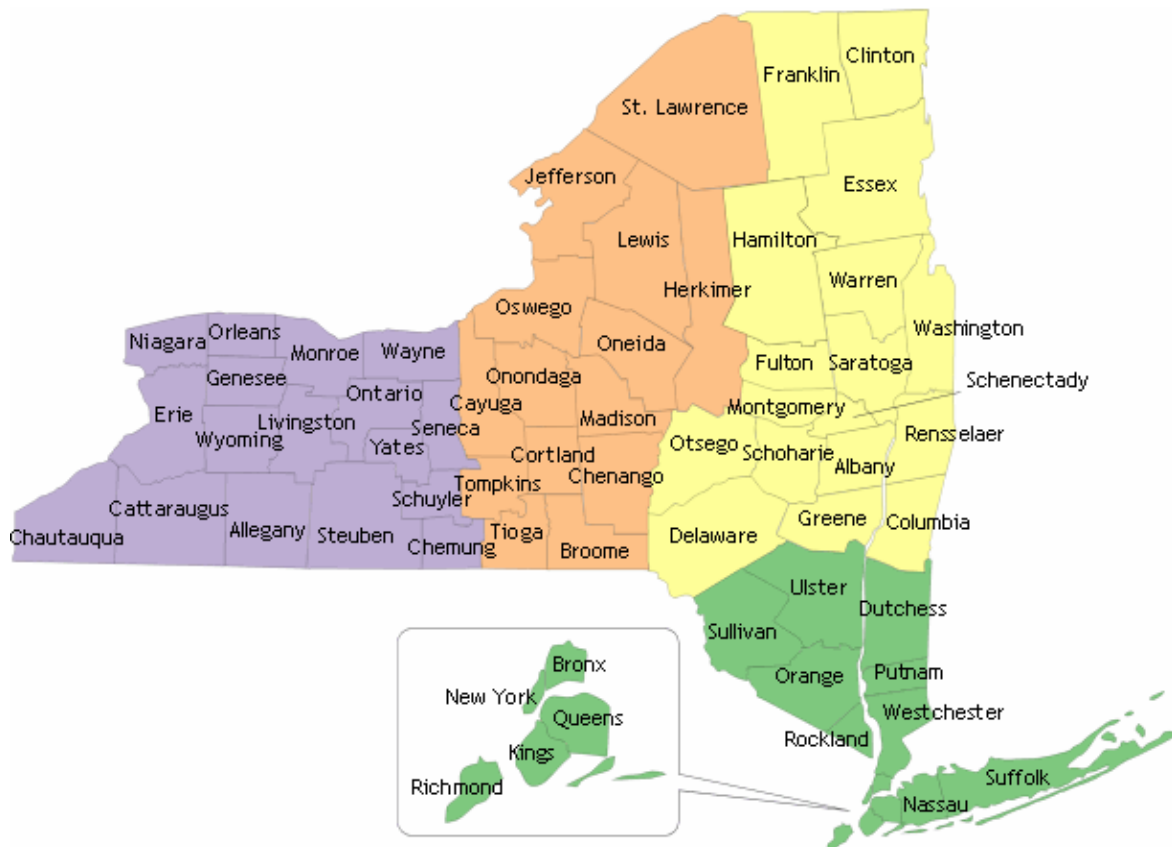 Clinton
Franklin
St. Lawrence
Jefferson
Essex
Lewis
Hamilton
Warren
Herkimer
Oswego
Washington
Orleans
Niagara
Monroe
Wayne
Oneida
Fulton
Saratoga
Genesee
Onondaga
Schenectady
Ontario
Cayuga
Montgomery
Erie
Livingston
Seneca
Madison
Rensselaer
Wyoming
Yates
Otsego
Schoharie
Cortland
Albany
Chenango
Tompkins
Schuyler
Cattaraugus
Greene
Columbia
Allegany
Steuben
Tioga
Delaware
Chautauqua
Chemung
Broome
Ulster
Dutchess
Sullivan
Bronx
Putnam
Orange
New York
Westchester
Queens
Rockland
Kings
Richmond
Suffolk
Nassau